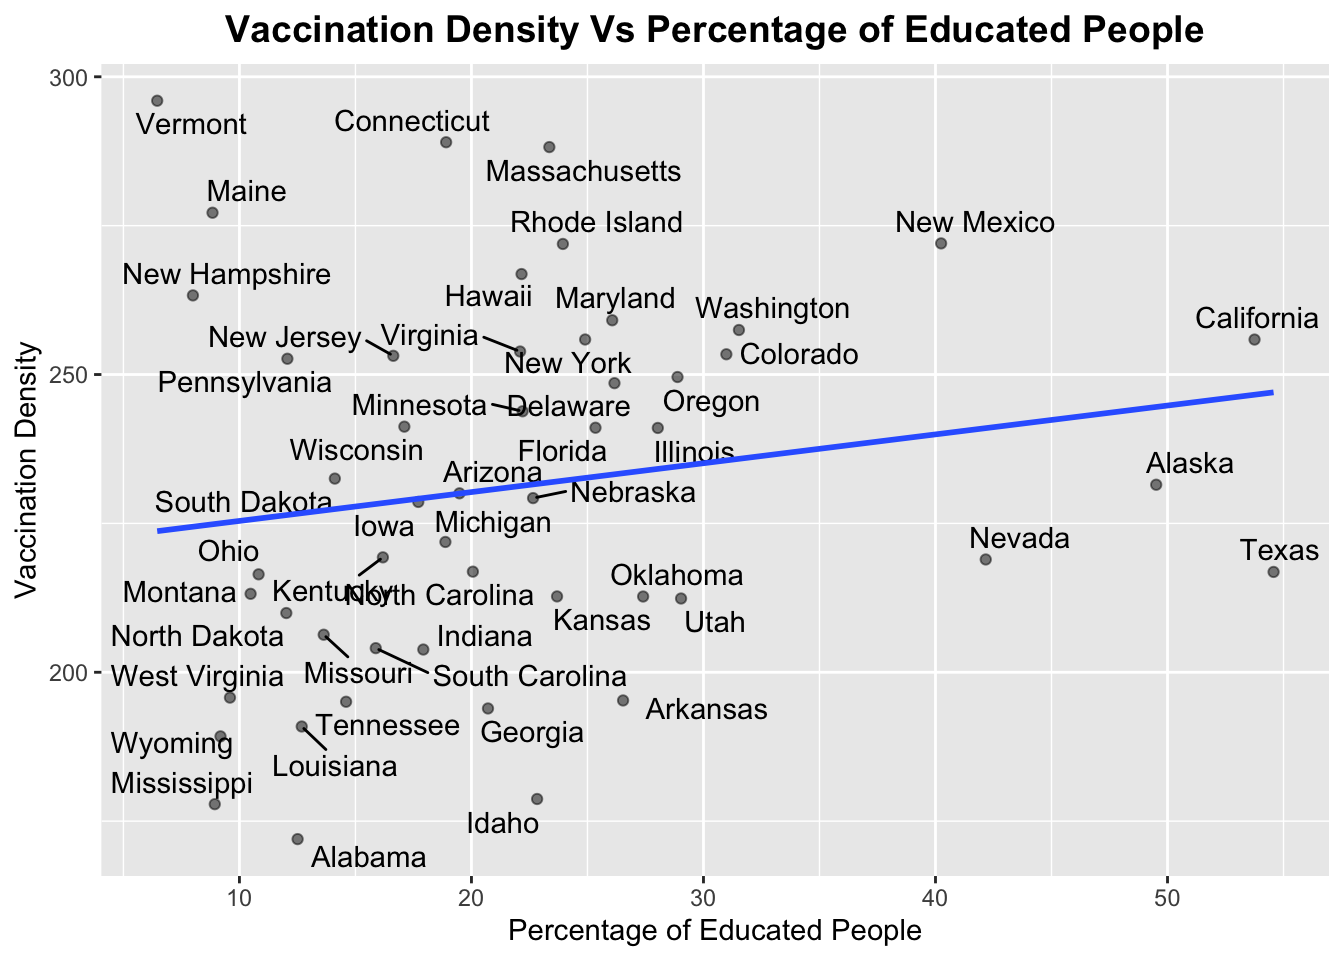 Vaccination Density Vs Percentage of Educated People
300
Vermont
Connecticut
Massachusetts
Maine
Rhode Island
New Mexico
New Hampshire
Hawaii
Maryland
Washington
California
New Jersey
Virginia
New York
Colorado
250
Pennsylvania
Minnesota
Delaware
Oregon
Wisconsin
Florida
Illinois
Arizona
Alaska
South Dakota
Nebraska
Iowa
Michigan
Nevada
Ohio
Texas
Montana
Kentucky
North Carolina
Oklahoma
Kansas
Utah
North Dakota
Indiana
West Virginia
Missouri
South Carolina
200
Tennessee
Arkansas
Wyoming
Georgia
Louisiana
Mississippi
Idaho
Alabama
Vaccination Density
10
20
30
40
50
Percentage of Educated People